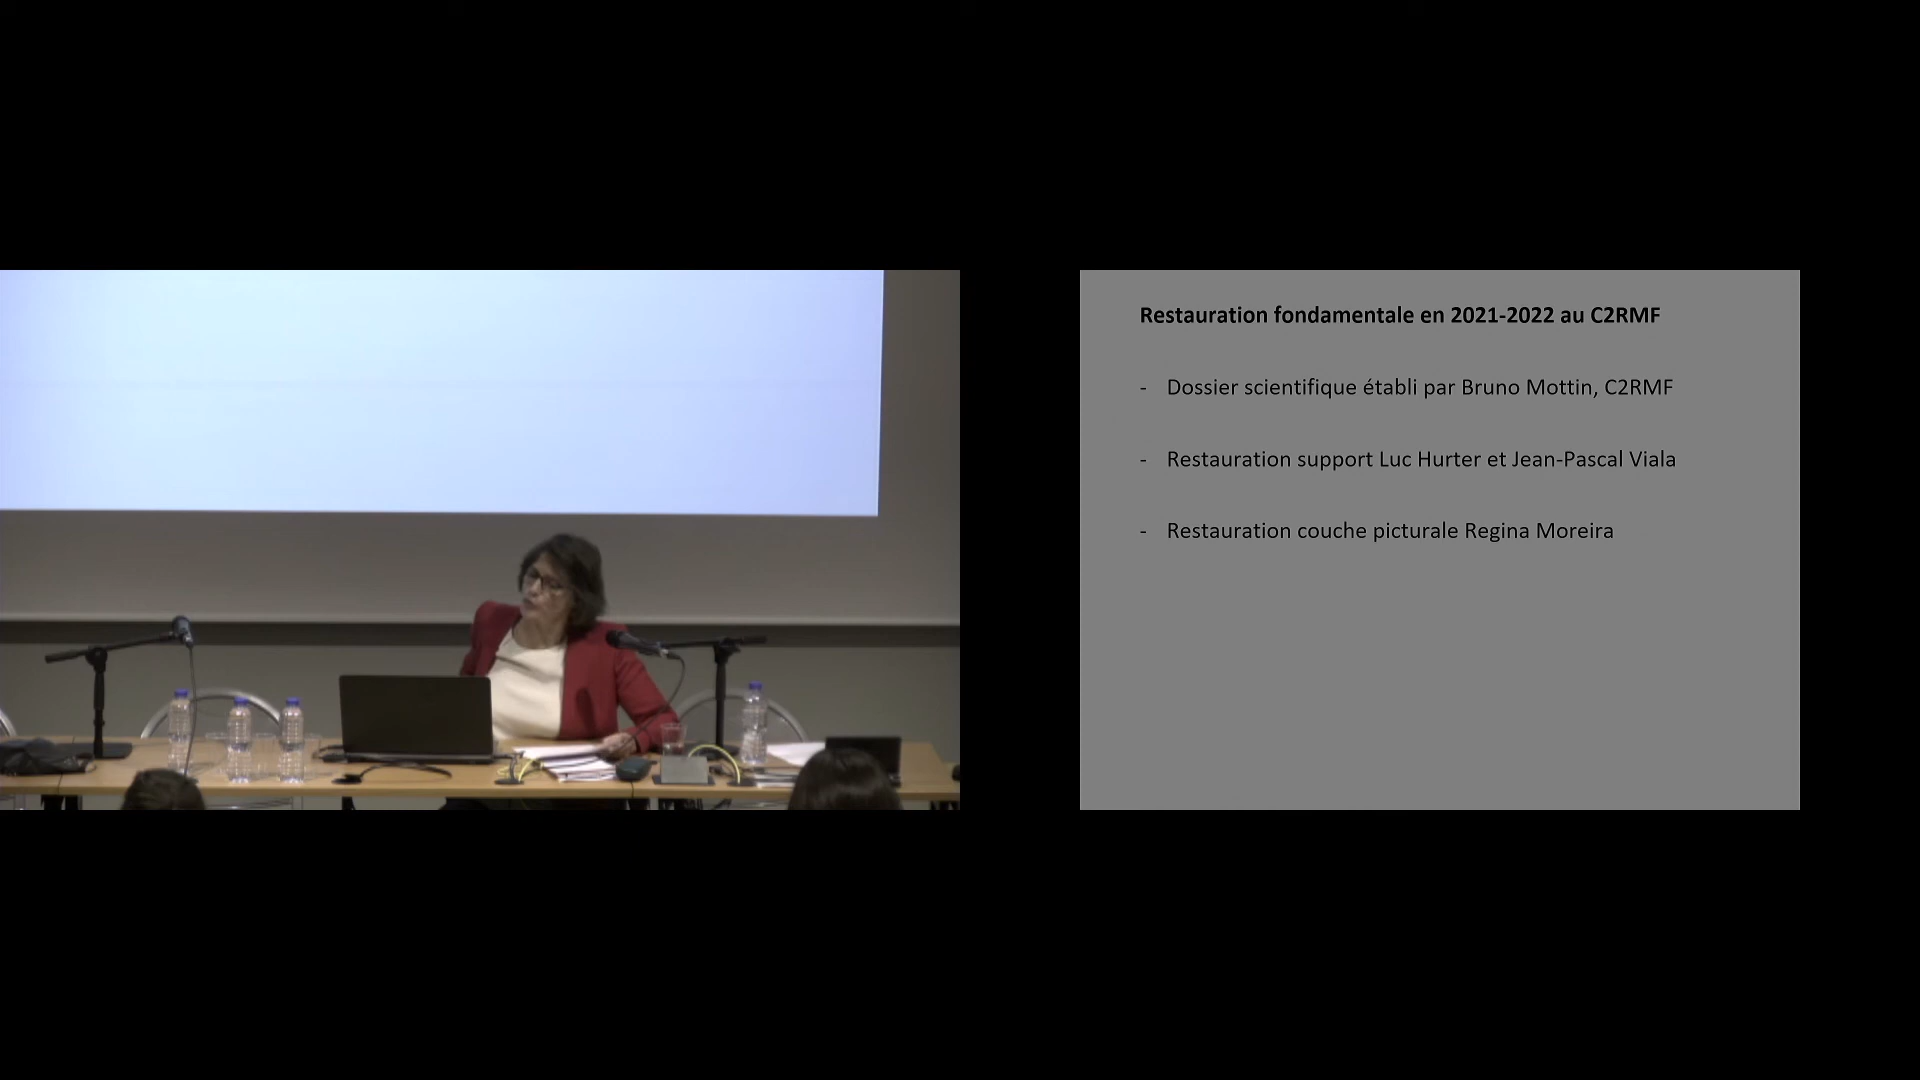 Restauration fondamentale en 2021-2022 au C2RMF
- Dossier scientifique établi par Bruno Mottin, C2RMF
- Restauration support Luc Hurter et Jean-Pascal Viala
- Restauration couche picturale Regina Moreira